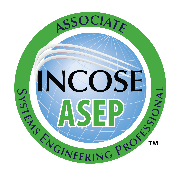 ASSOCIATE
INCOSE
ASEP
SYSTEMS ENGINEERING PROFESSIONAL
™